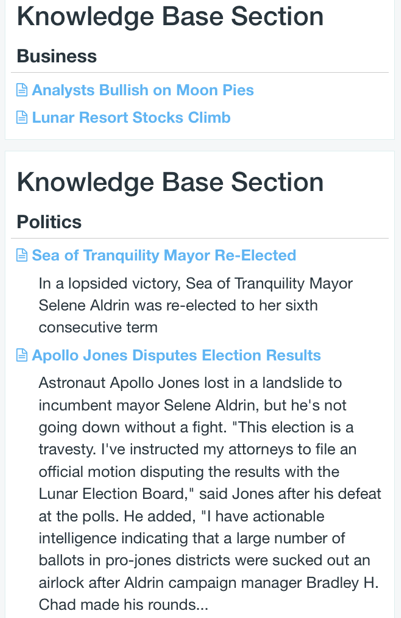 Knowledge Base Section
Business
Analysts Bullish on Moon Pies
Lunar Resort Stocks Climb
Knowledge Base Section
Politics
Sea of Tranquility Mayor Re-Elected
In a lopsided victory, Sea of Tranquility Mayor
Selene Aldrin was re-elected to her sixth
consecutive term
Apollo Jones Disputes Election Results
Astronaut Apollo Jones lost in a landslide to
incumbent mayor Selene Aldrin, but he's not
going down without a fight. "This election is a
travesty. I've instructed my attorneys to file an
official motion disputing the results with the
Lunar Election Board," said Jones after his defeat
at the polls. He added, "I have actionable
intelligence indicating that a large number of
ballots in pro-jones districts were sucked out an
airlock after Aldrin campaign manager Bradley H.
Chad made his rounds...